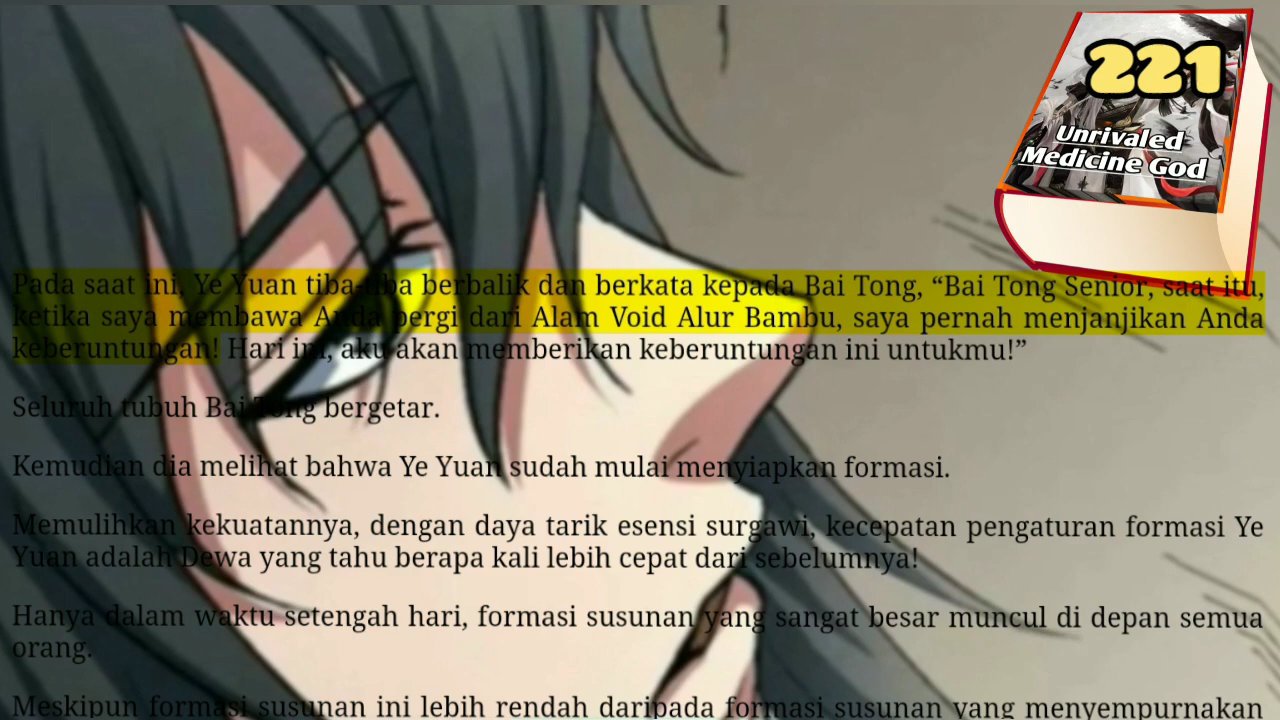 221
Unrivaled
Medicine God
Pada saat ini, Ye Yuan tiba-tiba berbalik dan berkata kepada Bai Tong, “Bai Tong Senior, saat itu,
ketika saya membawa Anda pergi dari Alam Void Alur Bambu, saya pernah menjanjikan Anda
keberuntungan! Hari ini, aku akan memberikan keberuntungan ini untukmu!”
Seluruh tubuh Bai Tong bergetar.
Kemudian dia melihat bahwa Ye Yuan sudah mulai menyiapkan formasi.
Memulihkan kekuatannya, dengan daya tarik esensi surgawi, kecepatan pengaturan formasi Ye
Yuan adalah Dewa yang tahu berapa kali lebih cepat dari sebelumnya!
Hanya dalam waktu setengah hari, formasi susunan yang sangat besar muncul di depan semua
orang.
Meskipun formasi susunan ini lebih rendah daripada formasi susunan yang menyempurnakan